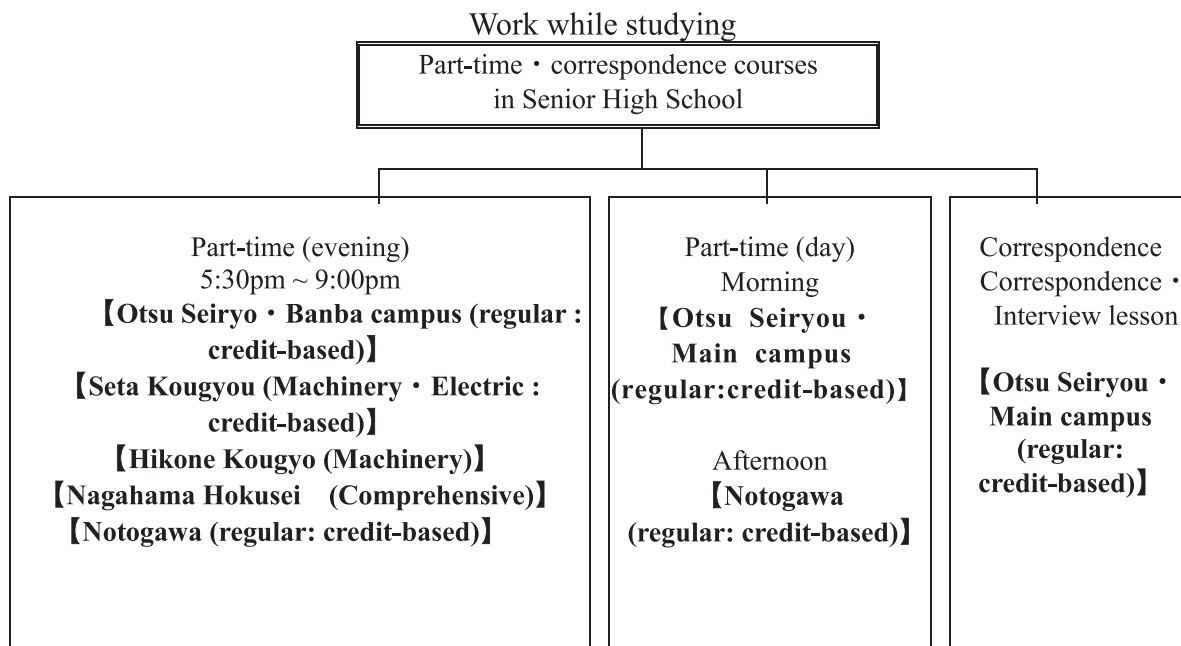 Work while studying
Part-time・correspondence courses
in Senior High School
Part-time (evening)
5:30pm ~ 9:00pm
【Otsu Seiryo・Banba campus (regular :
credit-based)】
【Seta Kougyou (Machinery・Electric :
credit-based)】
【Hikone Kougyo (Machinery)】
【Nagahama Hokusei (Comprehensive)】
【Notogawa (regular: credit-based)】
Part-time (day)
Morning
【Otsu Seiryou・
Main campus
(regular:credit-based)】
Afternoon
【Notogawa
(regular: credit-based)】
Correspondence
Correspondence・
Interview lesson
【Otsu Seiryou・
Main campus
(regular:
credit-based)】